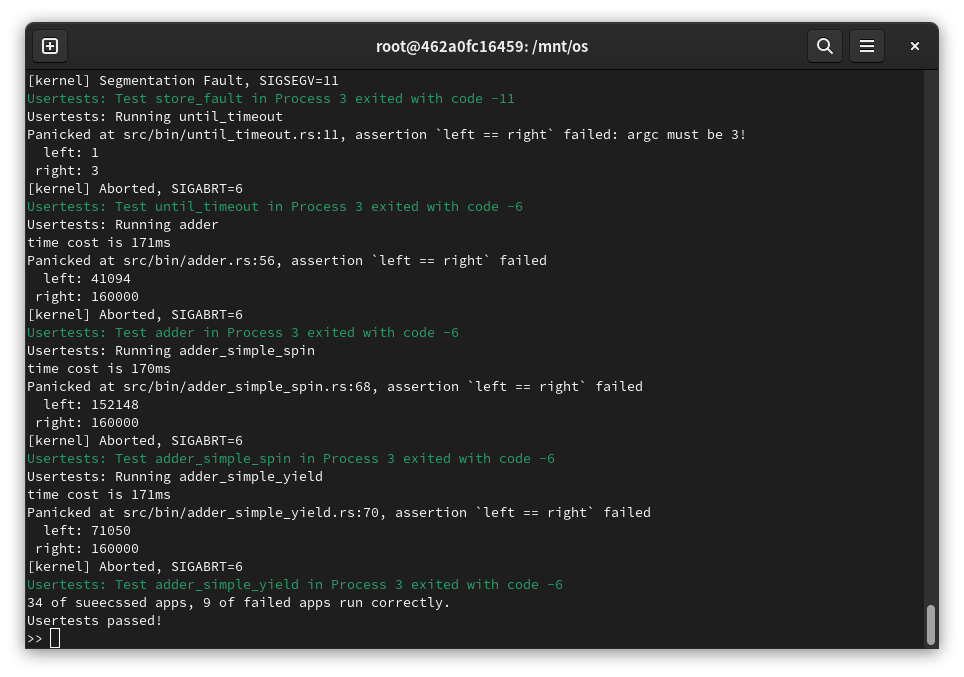 root@462a0fc16459: /mnt/os
[kernel] Segmentation Fault, SIGSEGV=11
Usertests: Test store_fault in Process 3 exited with code -11
Usertests: Running until_timeout
Panicked at src/bin/until_timeout.rs:11, assertion `left == right` failed: argc must be 3!
  left: 1
 right: 3
[kernel] Aborted, SIGABRT=6
Usertests: Test until_timeout in Process 3 exited with code -6
Usertests: Running adder
time cost is 171ms
Panicked at src/bin/adder.rs:56, assertion `left == right` failed
  left: 41094
 right: 160000
[kernel] Aborted, SIGABRT=6
Usertests: Test adder in Process 3 exited with code -6
Usertests: Running adder_simple_spin
time cost is 170ms
Panicked at src/bin/adder_simple_spin.rs:68, assertion `left == right` failed
  left: 152148
 right: 160000
[kernel] Aborted, SIGABRT=6
Usertests: Test adder_simple_spin in Process 3 exited with code -6
Usertests: Running adder_simple_yield
time cost is 171ms
Panicked at src/bin/adder_simple_yield.rs:70, assertion `left == right` failed
  left: 71050
 right: 160000
[kernel] Aborted, SIGABRT=6
Usertests: Test adder_simple_yield in Process 3 exited with code -6
34 of sueecssed apps, 9 of failed apps run correctly.
Usertests passed!
>>